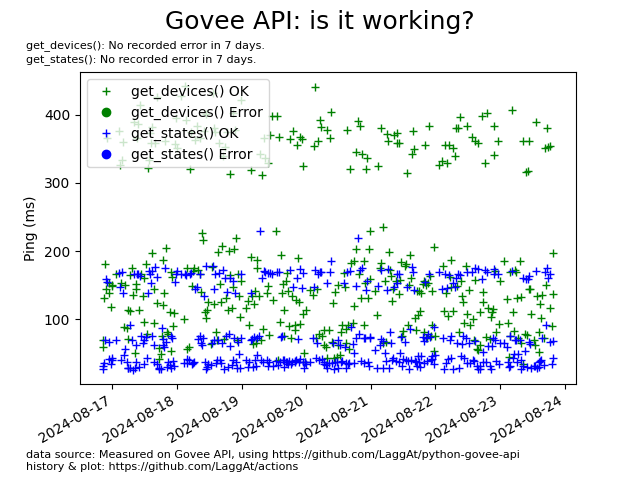 Govee API: is it working?
get_devices(): No recorded error in 7 days.
get_states(): No recorded error in 7 days.
get_devices() OK
get_devices() Error
get_states() OK
get_states() Error
Ping (ms)
400
300
200
100
2024-08-17
2024-08-18
2024-08-19
2024-08-20
2024-08-21
2024-08-22
2024-08-23
2024-08-24
data source: Measured on Govee API, using https://github.com/LaggAt/python-govee-api
history & plot: https://github.com/LaggAt/actions